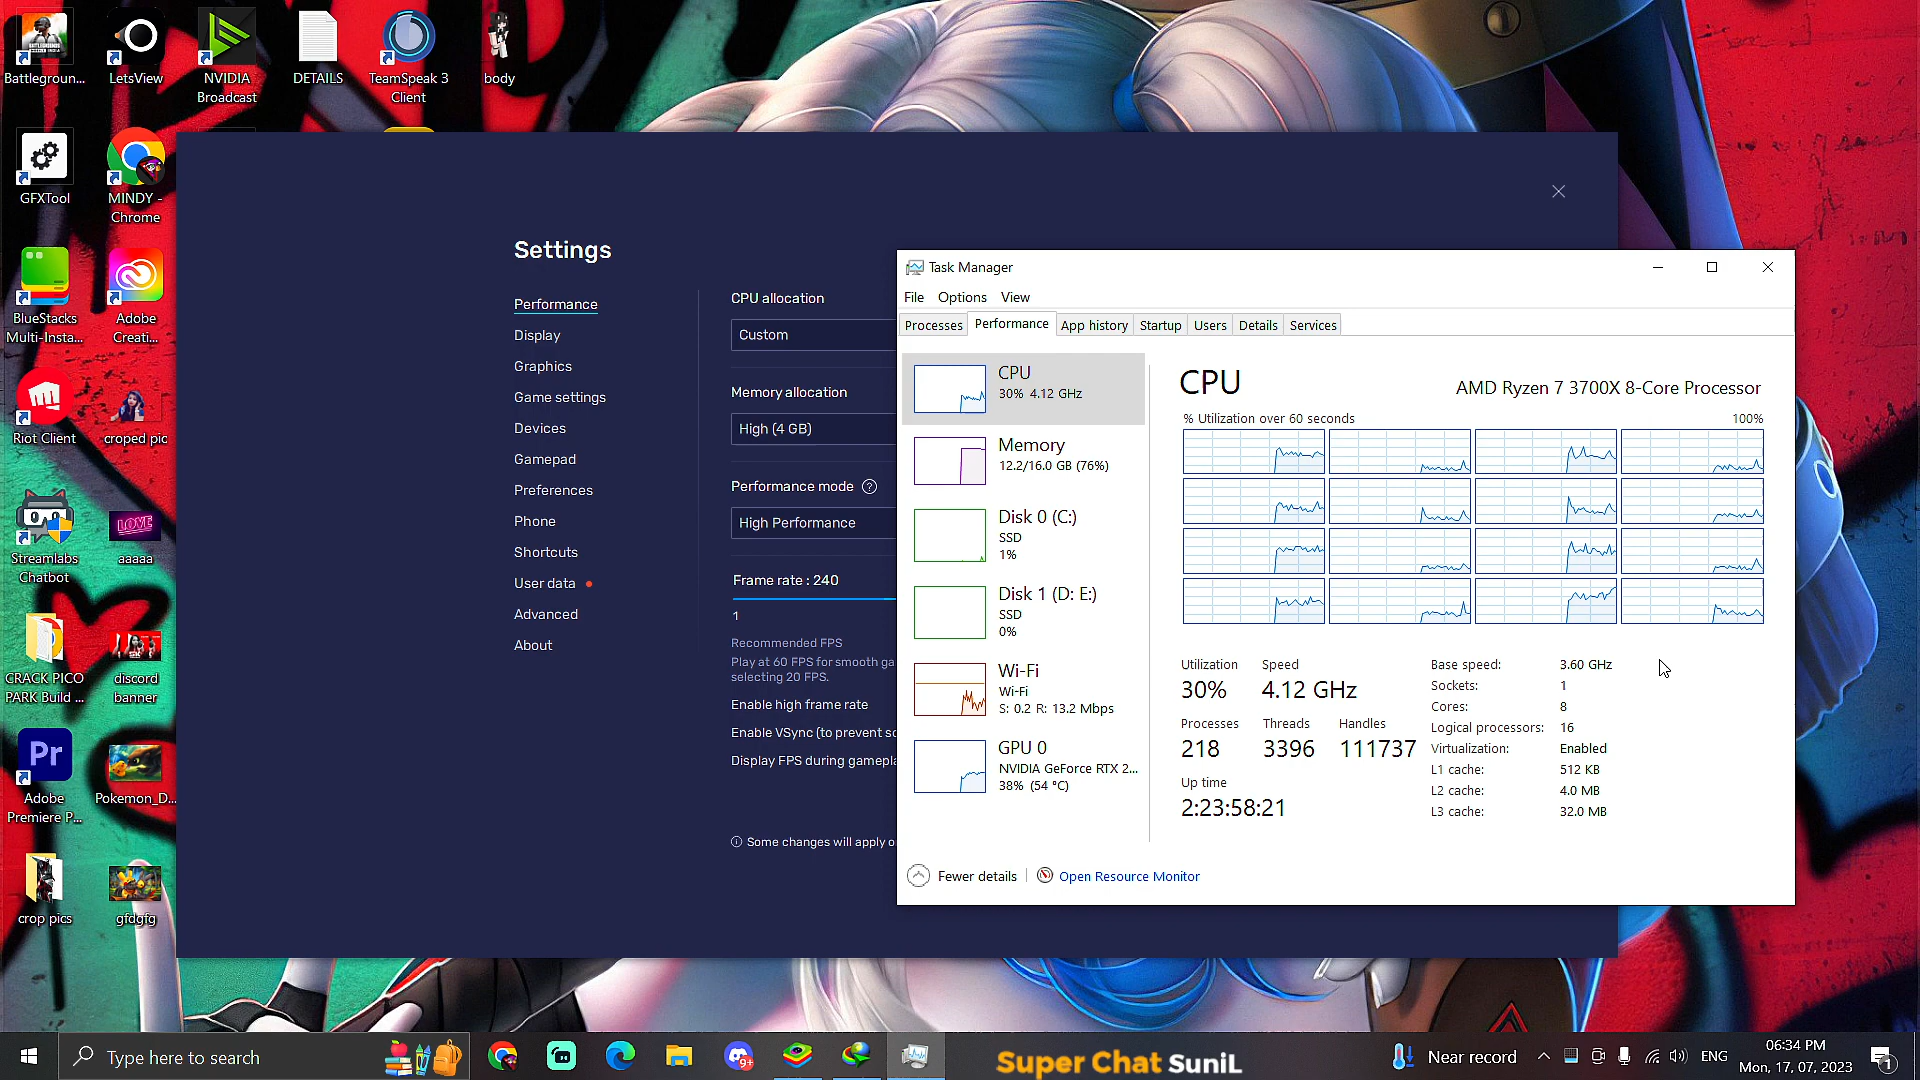 Battlegroun...
LetsView
NVIDIA
Broadcast
DETAILS
TeamSpeak 3
Client
body
GFXTool
MINDY -
Chrome
BlueStacks
Multi-Insta...
Adobe
Creati...
Riot Client
croped pic
Streamlabs
Chatbot
LOVE
aaaaa
CRACK PICO
PARK Build ...
discord
banner
Pr
Adobe
Premiere P...
Pokemon_D...
crop pics
gfdgfg
Settings
Performance
Display
Graphics
Game settings
Devices
Gamepad
Preferences
Phone
Shortcuts
User data
Advanced
About
CPU allocation
Custom
Memory allocation
High (4 GB)
Performance mode ?
High Performance
Frame rate : 240
1
Recommended FPS
Play at 60 FPS for smooth ga
selecting 20 FPS.
Enable high frame rate
Enable VSync (to prevent sc
Display FPS during gamepla
Some changes will apply o
Task Manager
File Options View
Processes Performance App history Startup Users Details Services
CPU
30% 4.12 GHz
Memory
12.2/16.0 GB (76%)
Disk 0 (C:)
SSD
1%
Disk 1 (D: E:)
SSD
0%
Wi-Fi
Wi-Fi
S: 0.2 R: 13.2 Mbps
GPU 0
NVIDIA GeForce RTX 2...
38% (54 °C)
CPU AMD Ryzen 7 3700X 8-Core Processor
% Utilization over 60 seconds 100%
Utilization Speed
30% 4.12 GHz
Processes Threads Handles
218 3396 111737
Up time
2:23:58:21
Base speed: 3.60 GHz
Sockets: 1
Cores: 8
Logical processors: 16
Virtualization: Enabled
L1 cache: 512 KB
L2 cache: 4.0 MB
L3 cache: 32.0 MB
Fewer details Open Resource Monitor
Type here to search
9+
Super Chat SuniL
Near record
ENG
06:34 PM
Mon, 17, 07, 2023
1